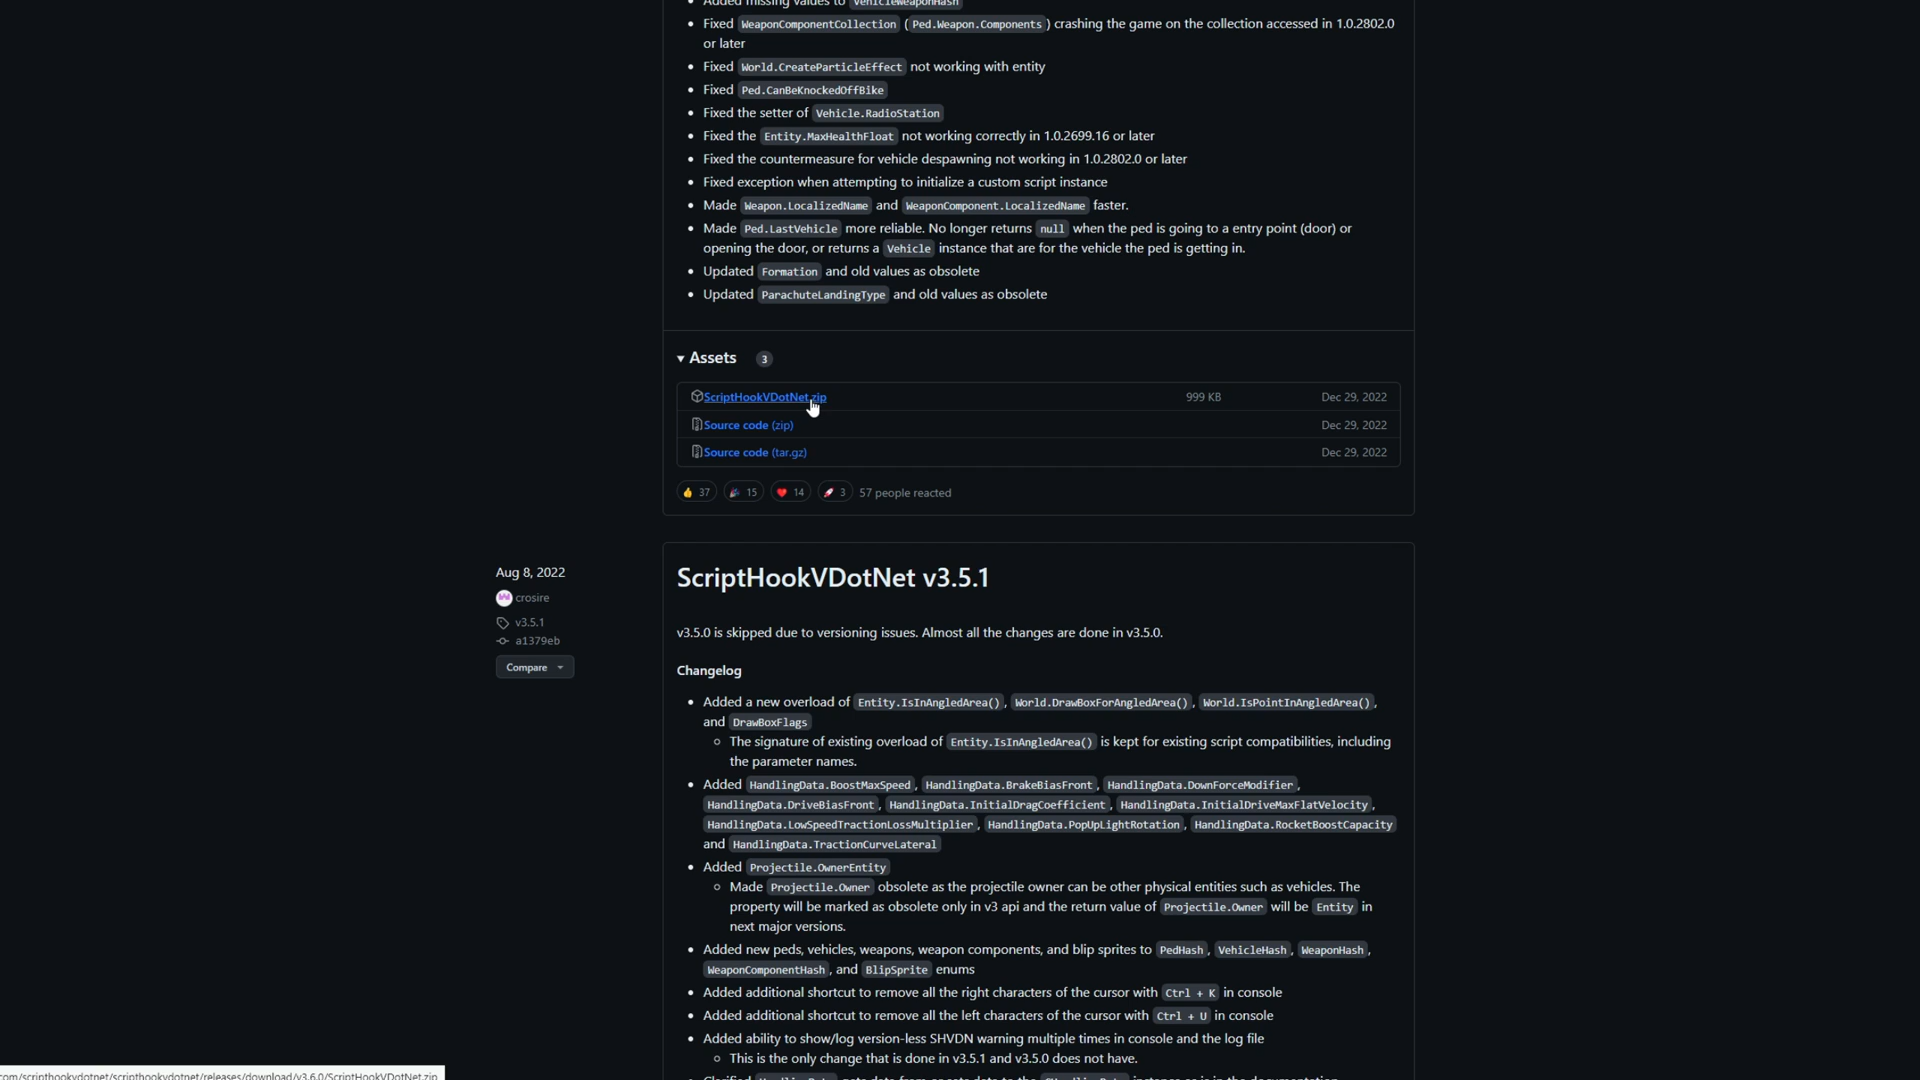 Added missing values to VehicleWeaponHash
Fixed WeaponComponentCollection ( Ped.Weapon.Components ) crashing the game on the collection accessed in 1.0.2802.0
or later
Fixed World.CreateParticleEffect not working with entity
Fixed Ped.CanBeKnockedOffBike
Fixed the setter of Vehicle.RadioStation
Fixed the Entity.MaxHealthFloat not working correctly in 1.0.2699.16 or later
Fixed the countermeasure for vehicle despawning not working in 1.0.2802.0 or later
Fixed exception when attempting to initialize a custom script instance
Made Weapon.LocalizedName and WeaponComponent.LocalizedName faster.
Made Ped.LastVehicle more reliable. No longer returns null when the ped is going to a entry point (door) or
opening the door, or returns a Vehicle instance that are for the vehicle the ped is getting in.
Updated Formation and old values as obsolete
Updated ParachuteLandingType and old values as obsolete
Assets 3
ScriptHookVDotNet.zip 999 KB Dec 29, 2022
Source code (zip) Dec 29, 2022
Source code (tar.gz) Dec 29, 2022
37 15 14 3 57 people reacted
Aug 8, 2022
crosire
v3.5.1
a1379eb
Compare
ScriptHookVDotNet v3.5.1
v3.5.0 is skipped due to versioning issues. Almost all the changes are done in v3.5.0.
Changelog
Added a new overload of Entity.IsInAngledArea() , World.DrawBoxForAngledArea() , World.IsPointInAngledArea() ,
and DrawBoxFlags
The signature of existing overload of Entity.IsInAngledArea() is kept for existing script compatibilities, including
the parameter names.
Added HandlingData.BoostMaxSpeed , HandlingData.BrakeBiasFront , HandlingData.DownForceModifier ,
HandlingData.DriveBiasFront , HandlingData.InitialDragCoefficient , HandlingData.InitialDriveMaxFlatVelocity ,
HandlingData.LowSpeedTractionLossMultiplier , HandlingData.PopUpLightRotation , HandlingData.RocketBoostCapacity
and HandlingData.TractionCurveLateral
Added Projectile.OwnerEntity
Made Projectile.Owner obsolete as the projectile owner can be other physical entities such as vehicles. The
property will be marked as obsolete only in v3 api and the return value of Projectile.Owner will be Entity in
next major versions.
Added new peds, vehicles, weapons, weapon components, and blip sprites to PedHash , VehicleHash , WeaponHash ,
WeaponComponentHash , and BlipSprite enums
Added additional shortcut to remove all the right characters of the cursor with Ctrl + K in console
Added additional shortcut to remove all the left characters of the cursor with Ctrl + U in console
Added ability to show/log version-less SHVDN warning multiple times in console and the log file
This is the only change that is done in v3.5.1 and v3.5.0 does not have.
com/scripthookvdotnet/scripthookvdotnet/releases/download/v3.6.0/ScriptHookVDotNet.zip